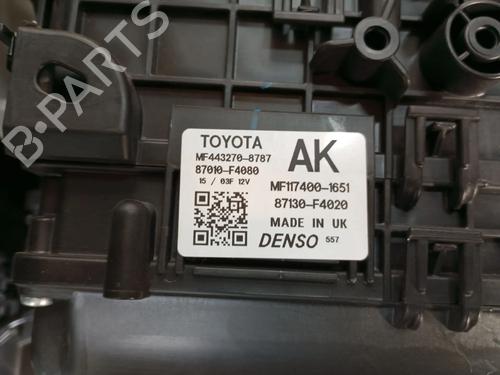 B-PARTS
TOYOTA AK
MF443270-8787
87010-F4080 MF117400-1651
15 / 03F 12V 87130-F4020
MADE IN UK
DENSO 557